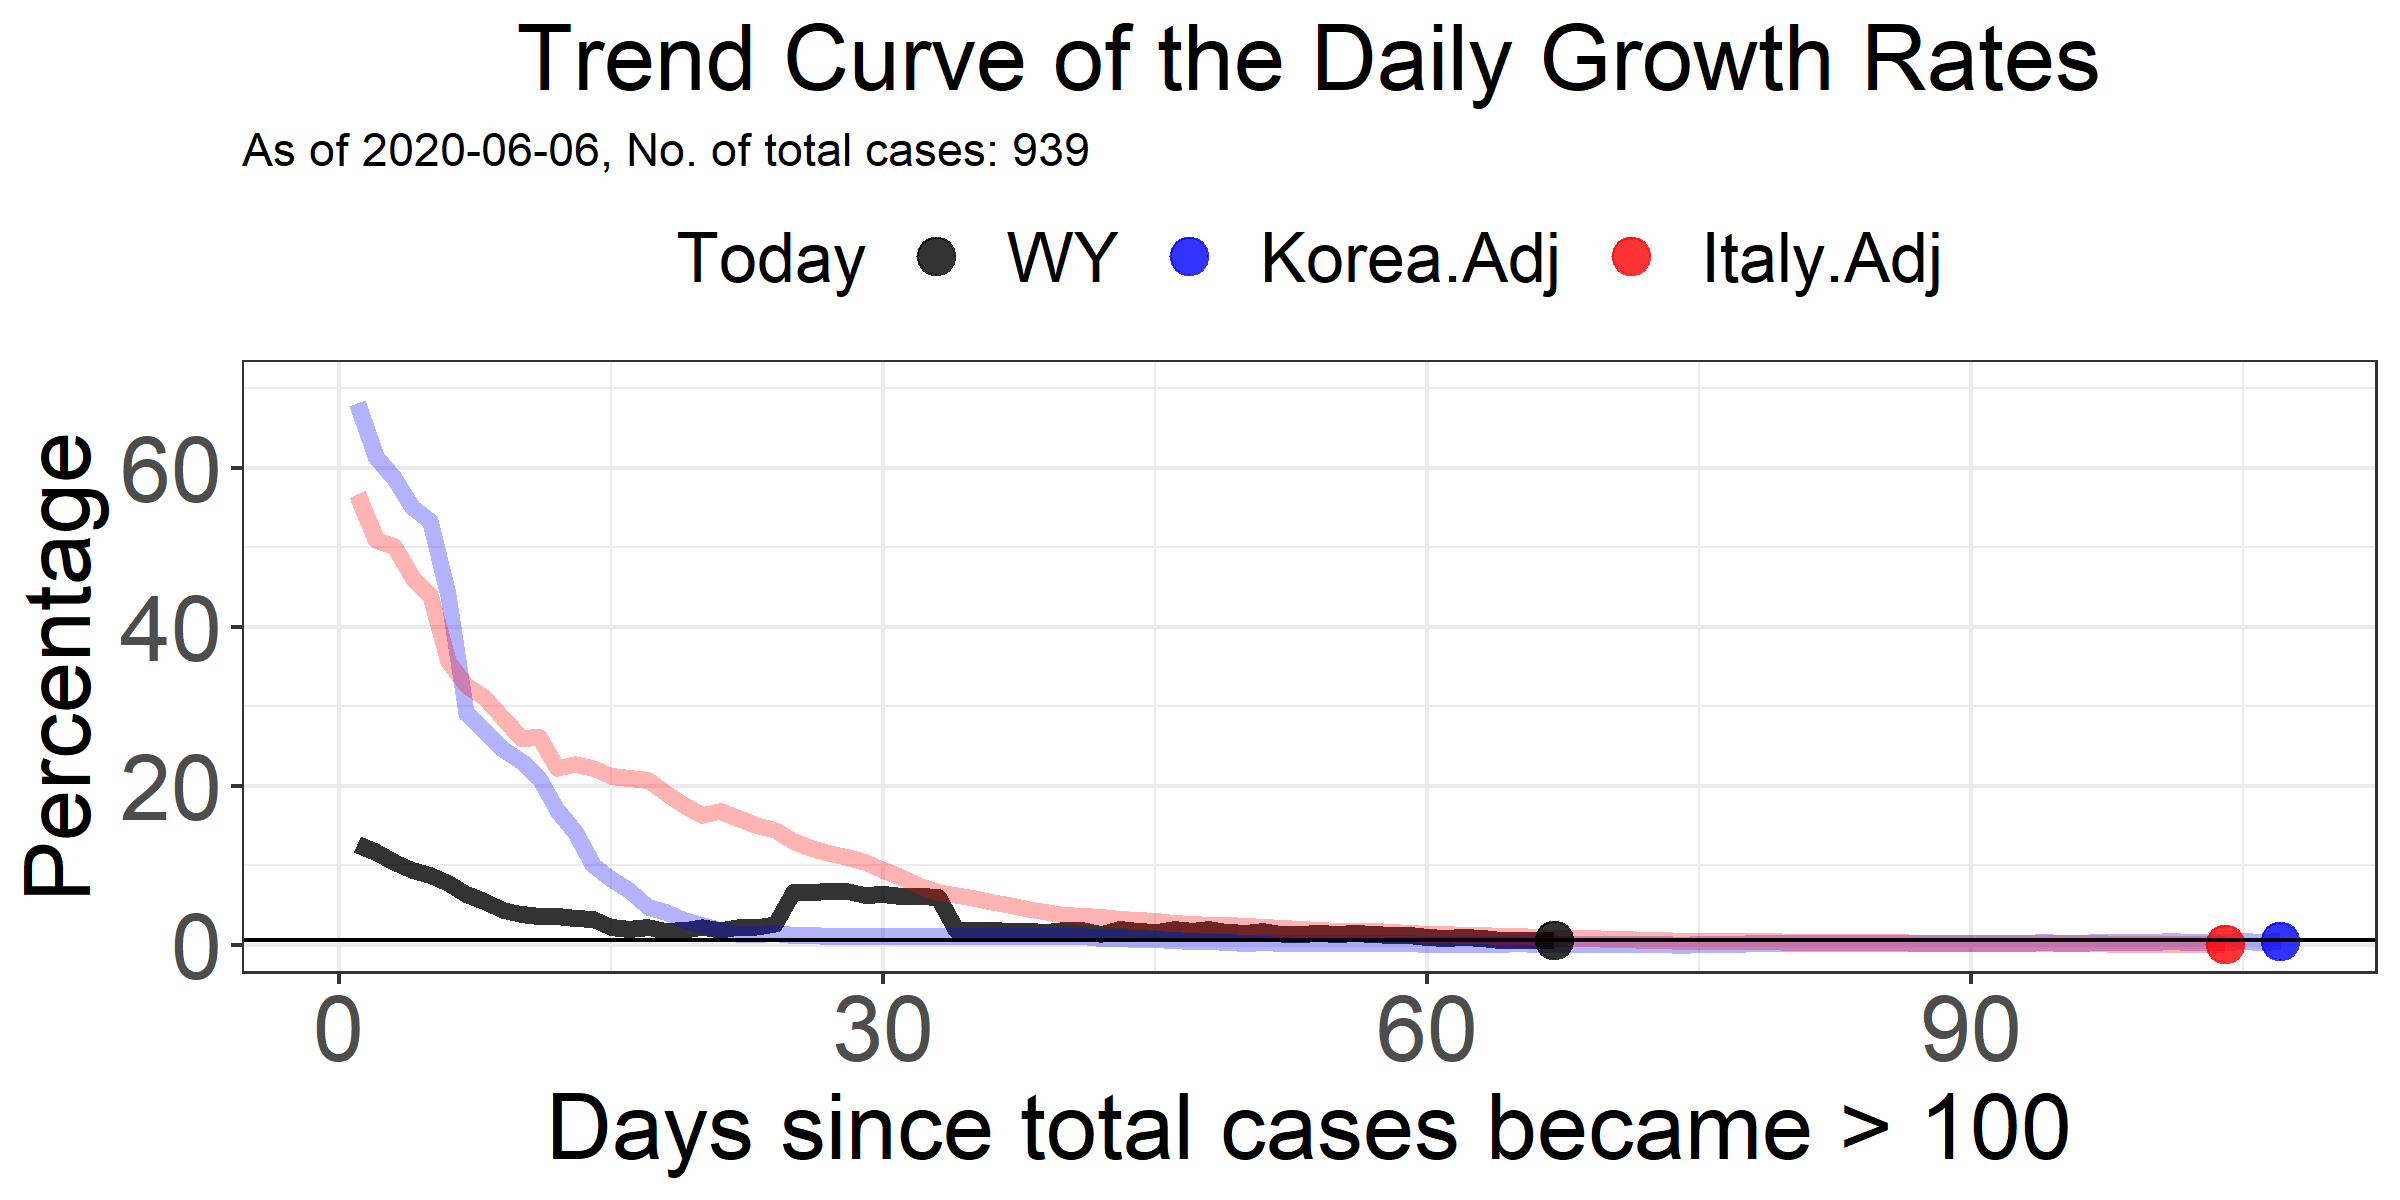 Trend Curve of the Daily Growth Rates
As of 2020-06-06, No. of total cases: 939
Today WY Korea.Adj Italy.Adj
Percentage
60
40
20
0
0 30 60 90
Days since total cases became > 100